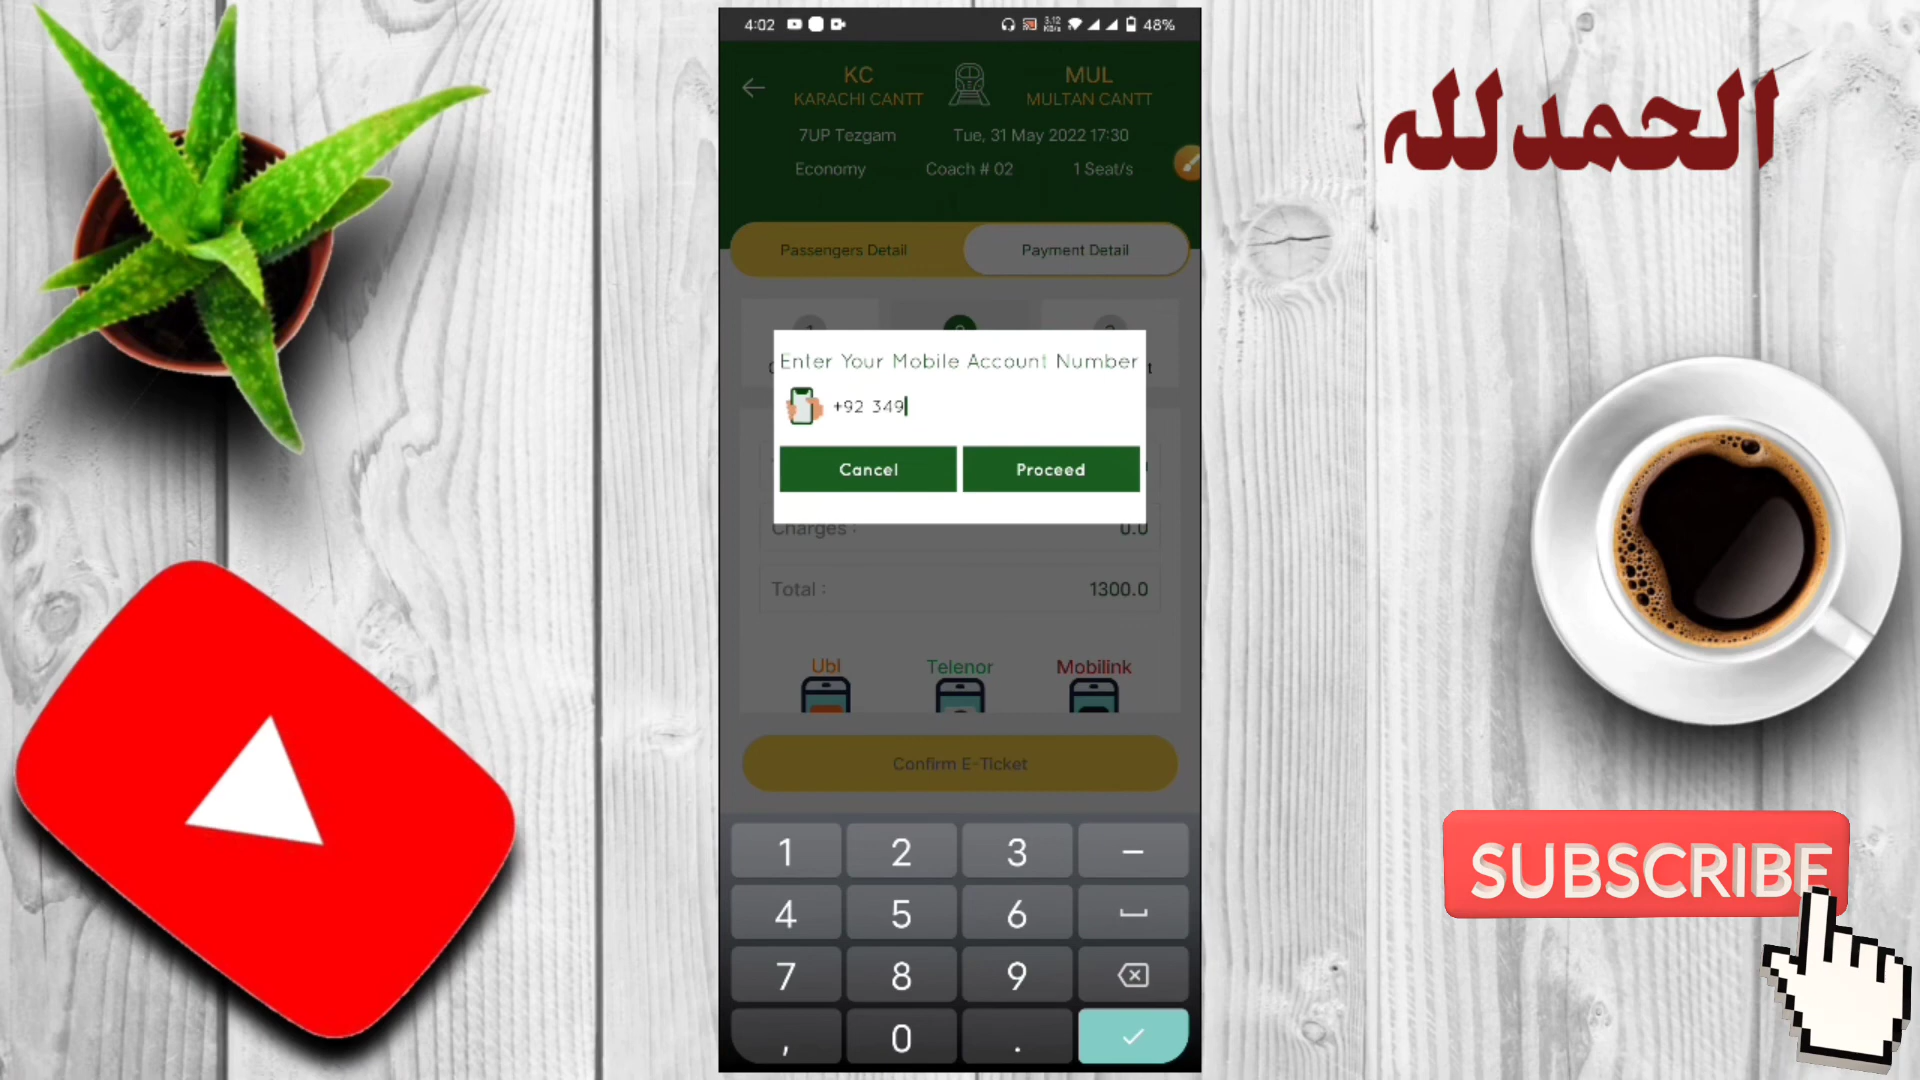 4:02
3.12
KB/s
48%
KC
MUL
KARACHI CANTT
MULTAN CANTT
7UP Tezgam
Tue, 31 May 2022 17:30
Economy
Coach # 02
1 Seat/s
Passengers Detail
Payment Detail
Enter Your Mobile Account Number
+92 349
Cancel
Proceed
Charges :
0.0
Total :
1300.0
Ubl
Telenor
Mobilink
Confirm E-Ticket
1 2 3 –
4 5 6
7 8 9
, 0 .
الحمدلله
SUBSCRIBE